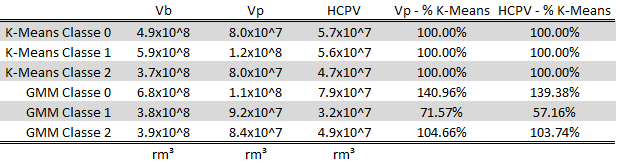 Vb Vp HCPV Vp - % K-Means HCPV - % K-Means
K-Means Classe 0 4.9x10^8 8.0x10^7 5.7x10^7 100.00% 100.00%
K-Means Classe 1 5.9x10^8 1.2x10^8 5.6x10^7 100.00% 100.00%
K-Means Classe 2 3.7x10^8 8.0x10^7 4.7x10^7 100.00% 100.00%
GMM Classe 0 6.8x10^8 1.1x10^8 7.9x10^7 140.96% 139.38%
GMM Classe 1 3.8x10^8 9.2x10^7 3.2x10^7 71.57% 57.16%
GMM Classe 2 3.9x10^8 8.4x10^7 4.9x10^7 104.66% 103.74%
rm³ rm³ rm³